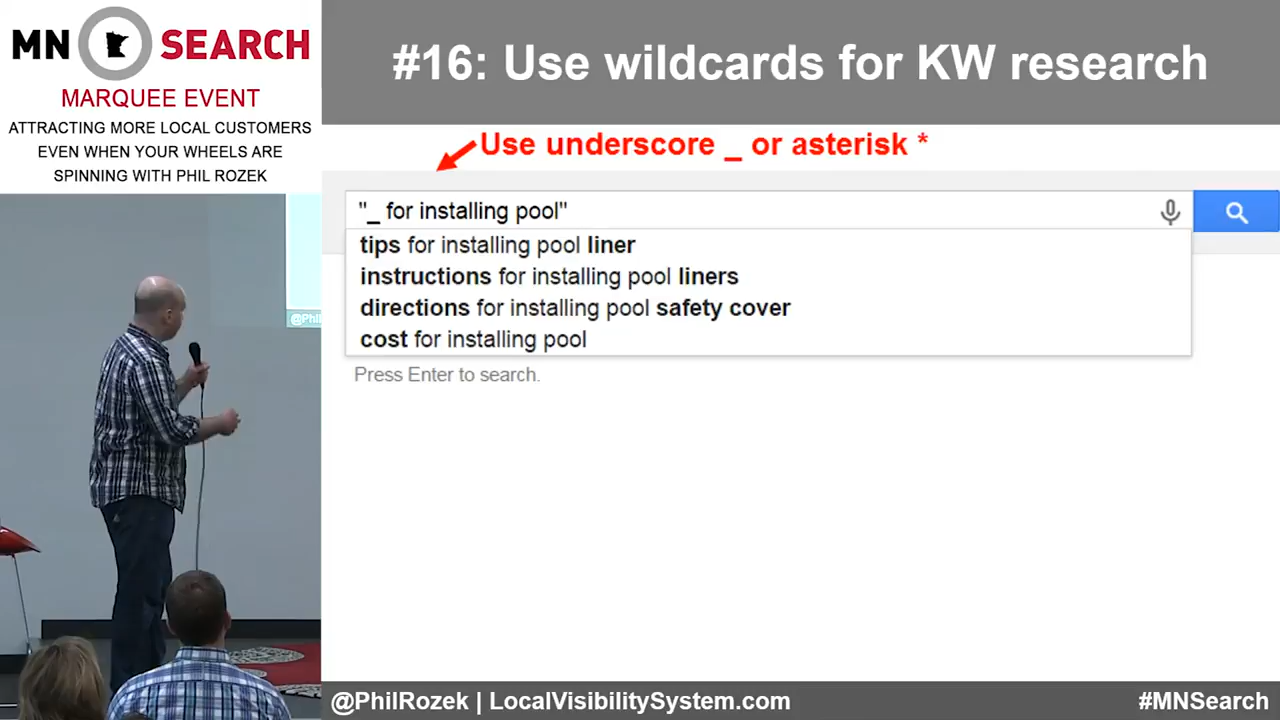 MN SEARCH
MARQUEE EVENT
ATTRACTING MORE LOCAL CUSTOMERS
EVEN WHEN YOUR WHEELS ARE
SPINNING WITH PHIL ROZEK
#16: Use wildcards for KW research
Use underscore _ or asterisk *
"_ for installing pool"
tips for installing pool liner
instructions for installing pool liners
directions for installing pool safety cover
cost for installing pool
Press Enter to search.
@Phil
@PhilRozek | LocalVisibilitySystem.com
#MNSearch